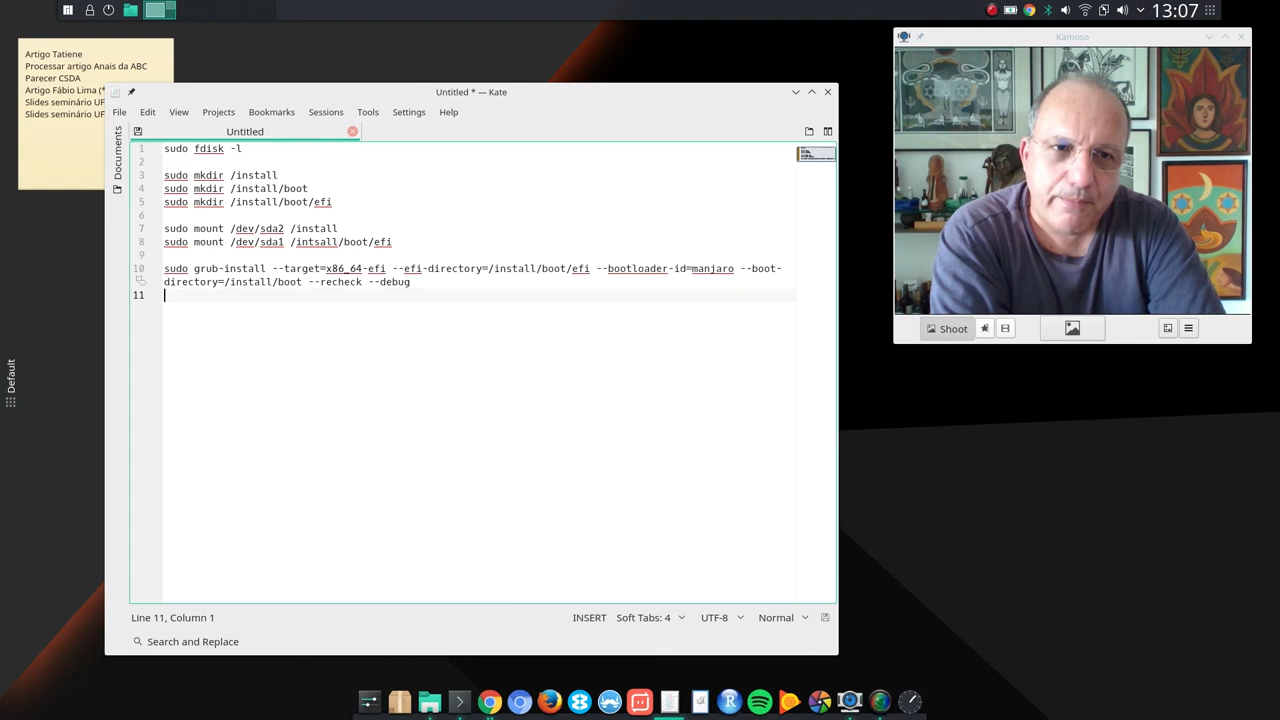 13:07
Artigo Tatiene
Processar artigo Anais da ABC
Parecer CSDA
Artigo Fábio Lima (*
Slides seminário UF
Slides seminário UF
Untitled * — Kate
File Edit View Projects Bookmarks Sessions Tools Settings Help
Untitled
Documents
1 sudo fdisk -l
2
3 sudo mkdir /install
4 sudo mkdir /install/boot
5 sudo mkdir /install/boot/efi
6
7 sudo mount /dev/sda2 /install
8 sudo mount /dev/sda1 /intsall/boot/efi
9
10 sudo grub-install --target=x86_64-efi --efi-directory=/install/boot/efi --bootloader-id=manjaro --boot-
directory=/install/boot --recheck --debug
11
Line 11, Column 1 INSERT Soft Tabs: 4 UTF-8 Normal
Search and Replace
Default
Kamoso
Shoot